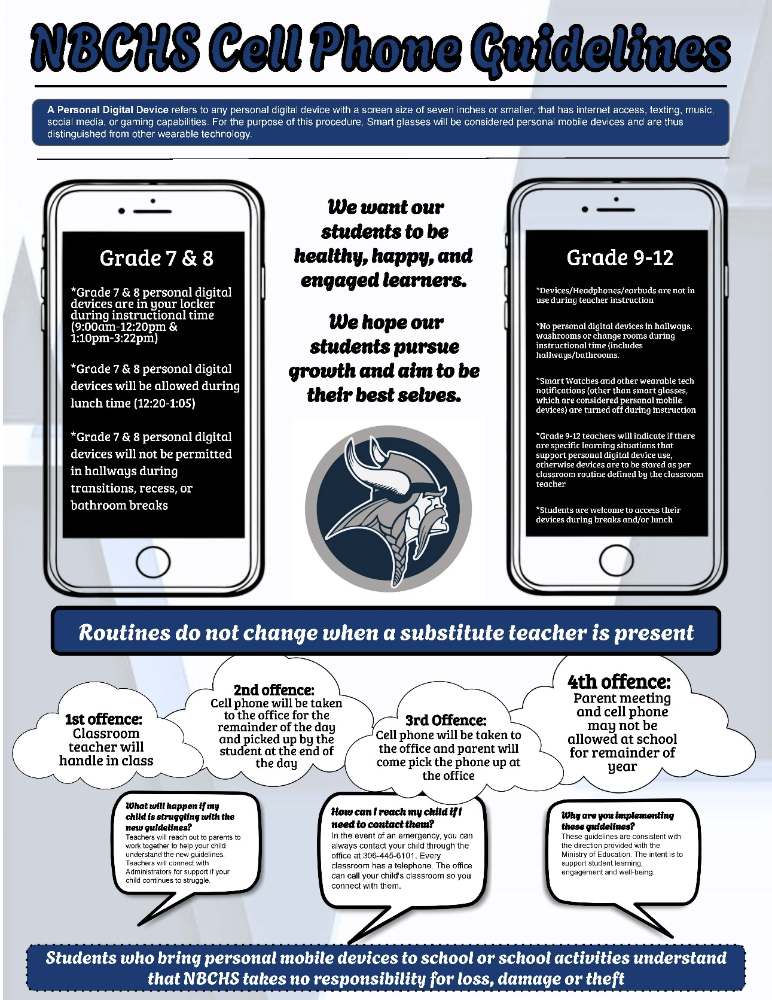 NBCHS Cell Phone Guidelines
A Personal Digital Device refers to any personal digital device with a screen size of seven inches or smaller, that has internet access, texting, music,
social media, or gaming capabilities. For the purpose of this procedure, Smart glasses will be considered personal mobile devices and are thus
distinguished from other wearable technology.
Grade 7 & 8
*Grade 7 & 8 personal digital
devices are in your locker
during instructional time
(9:00am-12:20pm &
1:10pm-3:22pm)
*Grade 7 & 8 personal digital
devices will be allowed during
lunch time (12:20-1:05)
*Grade 7 & 8 personal digital
devices will not be permitted
in hallways during
transitions, recess, or
bathroom breaks
We want our
students to be
healthy, happy, and
engaged learners.
We hope our
students pursue
growth and aim to be
their best selves.
Grade 9-12
*Devices/Headphones/earbuds are not in
use during teacher instruction
*No personal digital devices in hallways,
washrooms or change rooms during
instructional time (includes
hallways/bathrooms.
*Smart Watches and other wearable tech
notifications (other than smart glasses,
which are considered personal mobile
devices) are turned off during instruction
*Grade 9-12 teachers will indicate if there
are specific learning situations that
support personal digital device use,
otherwise devices are to be stored as per
classroom routine defined by the classroom
teacher
*Students are welcome to access their
devices during breaks and/or lunch
Routines do not change when a substitute teacher is present
1st offence:
Classroom
teacher will
handle in class
2nd offence:
Cell phone will be taken
to the office for the
remainder of the day
and picked up by the
student at the end of
the day
3rd Offence:
Cell phone will be taken to
the office and parent will
come pick the phone up at
the office
4th offence:
Parent meeting
and cell phone
may not be
allowed at school
for remainder of
year
What will happen if my
child is struggling with the
new guidelines?
Teachers will reach out to parents to
work together to help your child
understand the new guidelines.
Teachers will connect with
Administrators for support if your
child continues to struggle.
How can I reach my child if I
need to contact them?
In the event of an emergency, you can
always contact your child through the
office at 306-445-6101. Every
classroom has a telephone. The office
can call your child's classroom so you
connect with them.
Why are you implementing
these guidelines?
These guidelines are consistent with
the direction provided with the
Ministry of Education. The intent is to
support student learning,
engagement and well-being.
Students who bring personal mobile devices to school or school activities understand
that NBCHS takes no responsibility for loss, damage or theft